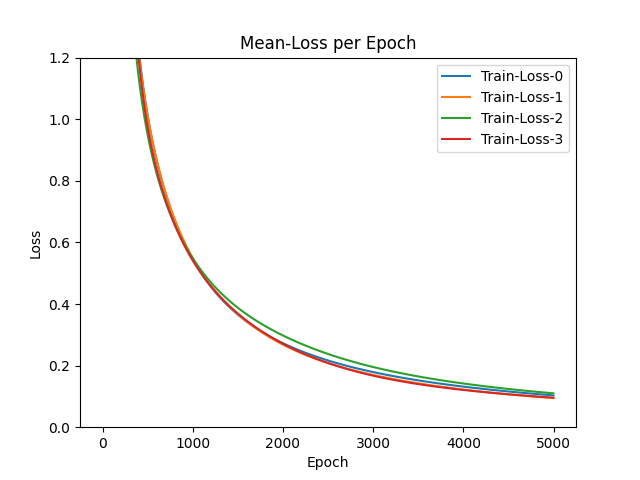 Mean-Loss per Epoch
Train-Loss-0
Train-Loss-1
Train-Loss-2
Train-Loss-3
Loss
1.2
1.0
0.8
0.6
0.4
0.2
0.0
0 1000 2000 3000 4000 5000
Epoch